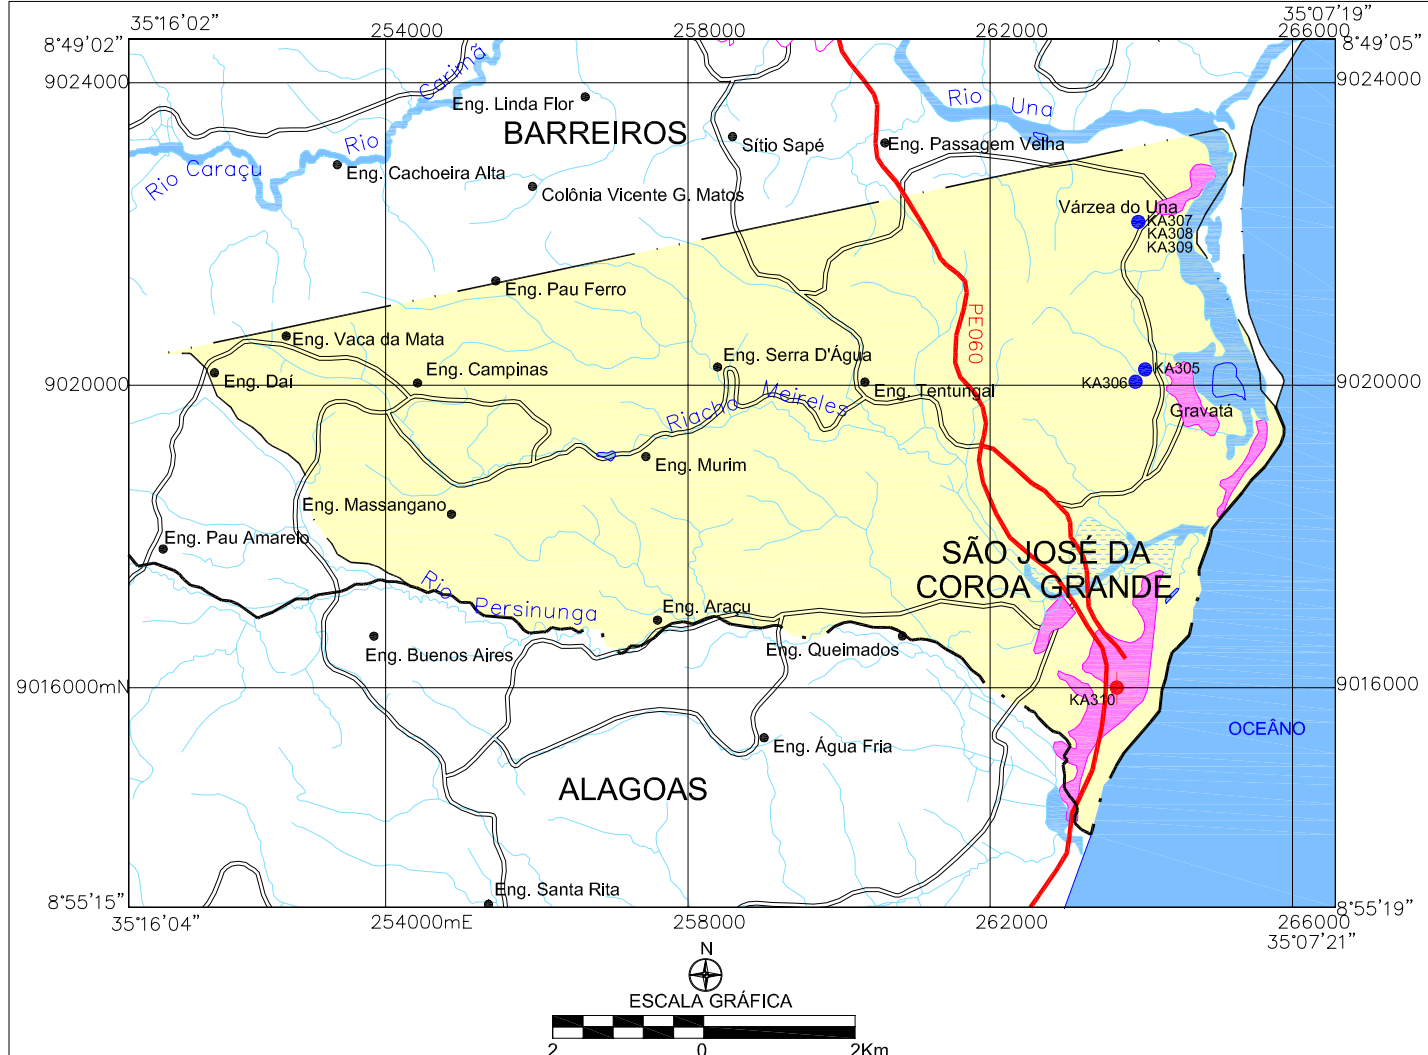 35°16'02"
254000
258000
262000
35°07'19"
266000
8°49'02"
8°49'05"
9024000
9024000
Rio Carimã
Eng. Linda Flor
BARREIROS
Rio Una
Sítio Sapé
Eng. Passagem Velha
Rio Caraçu
Eng. Cachoeira Alta
Colônia Vicente G. Matos
Várzea do Una
KA307
KA308
KA309
Eng. Pau Ferro
PE060
Eng. Vaca da Mata
Eng. Serra D'Água
KA305
9020000
Eng. Daí
Eng. Campinas
KA306
9020000
Eng. Tentungal
Riacho Meireles
Gravatá
Eng. Murim
Eng. Massangano
Eng. Pau Amarelo
SÃO JOSÉ DA
COROA GRANDE
Rio Persinunga
Eng. Araçu
Eng. Buenos Aires
Eng. Queimados
9016000mN
9016000
KA310
OCEÂNO
Eng. Água Fria
ALAGOAS
Eng. Santa Rita
8°55'15"
8°55'19"
35°16'04"
254000mE
258000
262000
266000
35°07'21"
N
ESCALA GRÁFICA
2 0 2Km